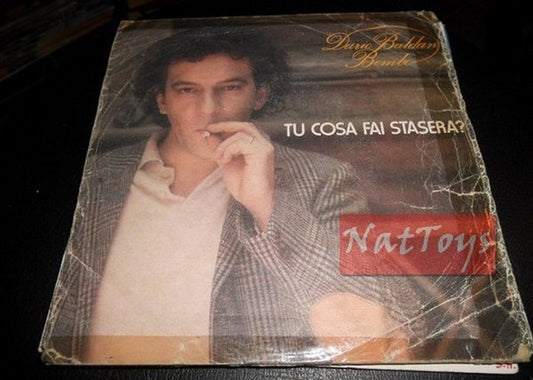 Dario Baldan
Bembo
TU COSA FAI STASERA?
NatToys